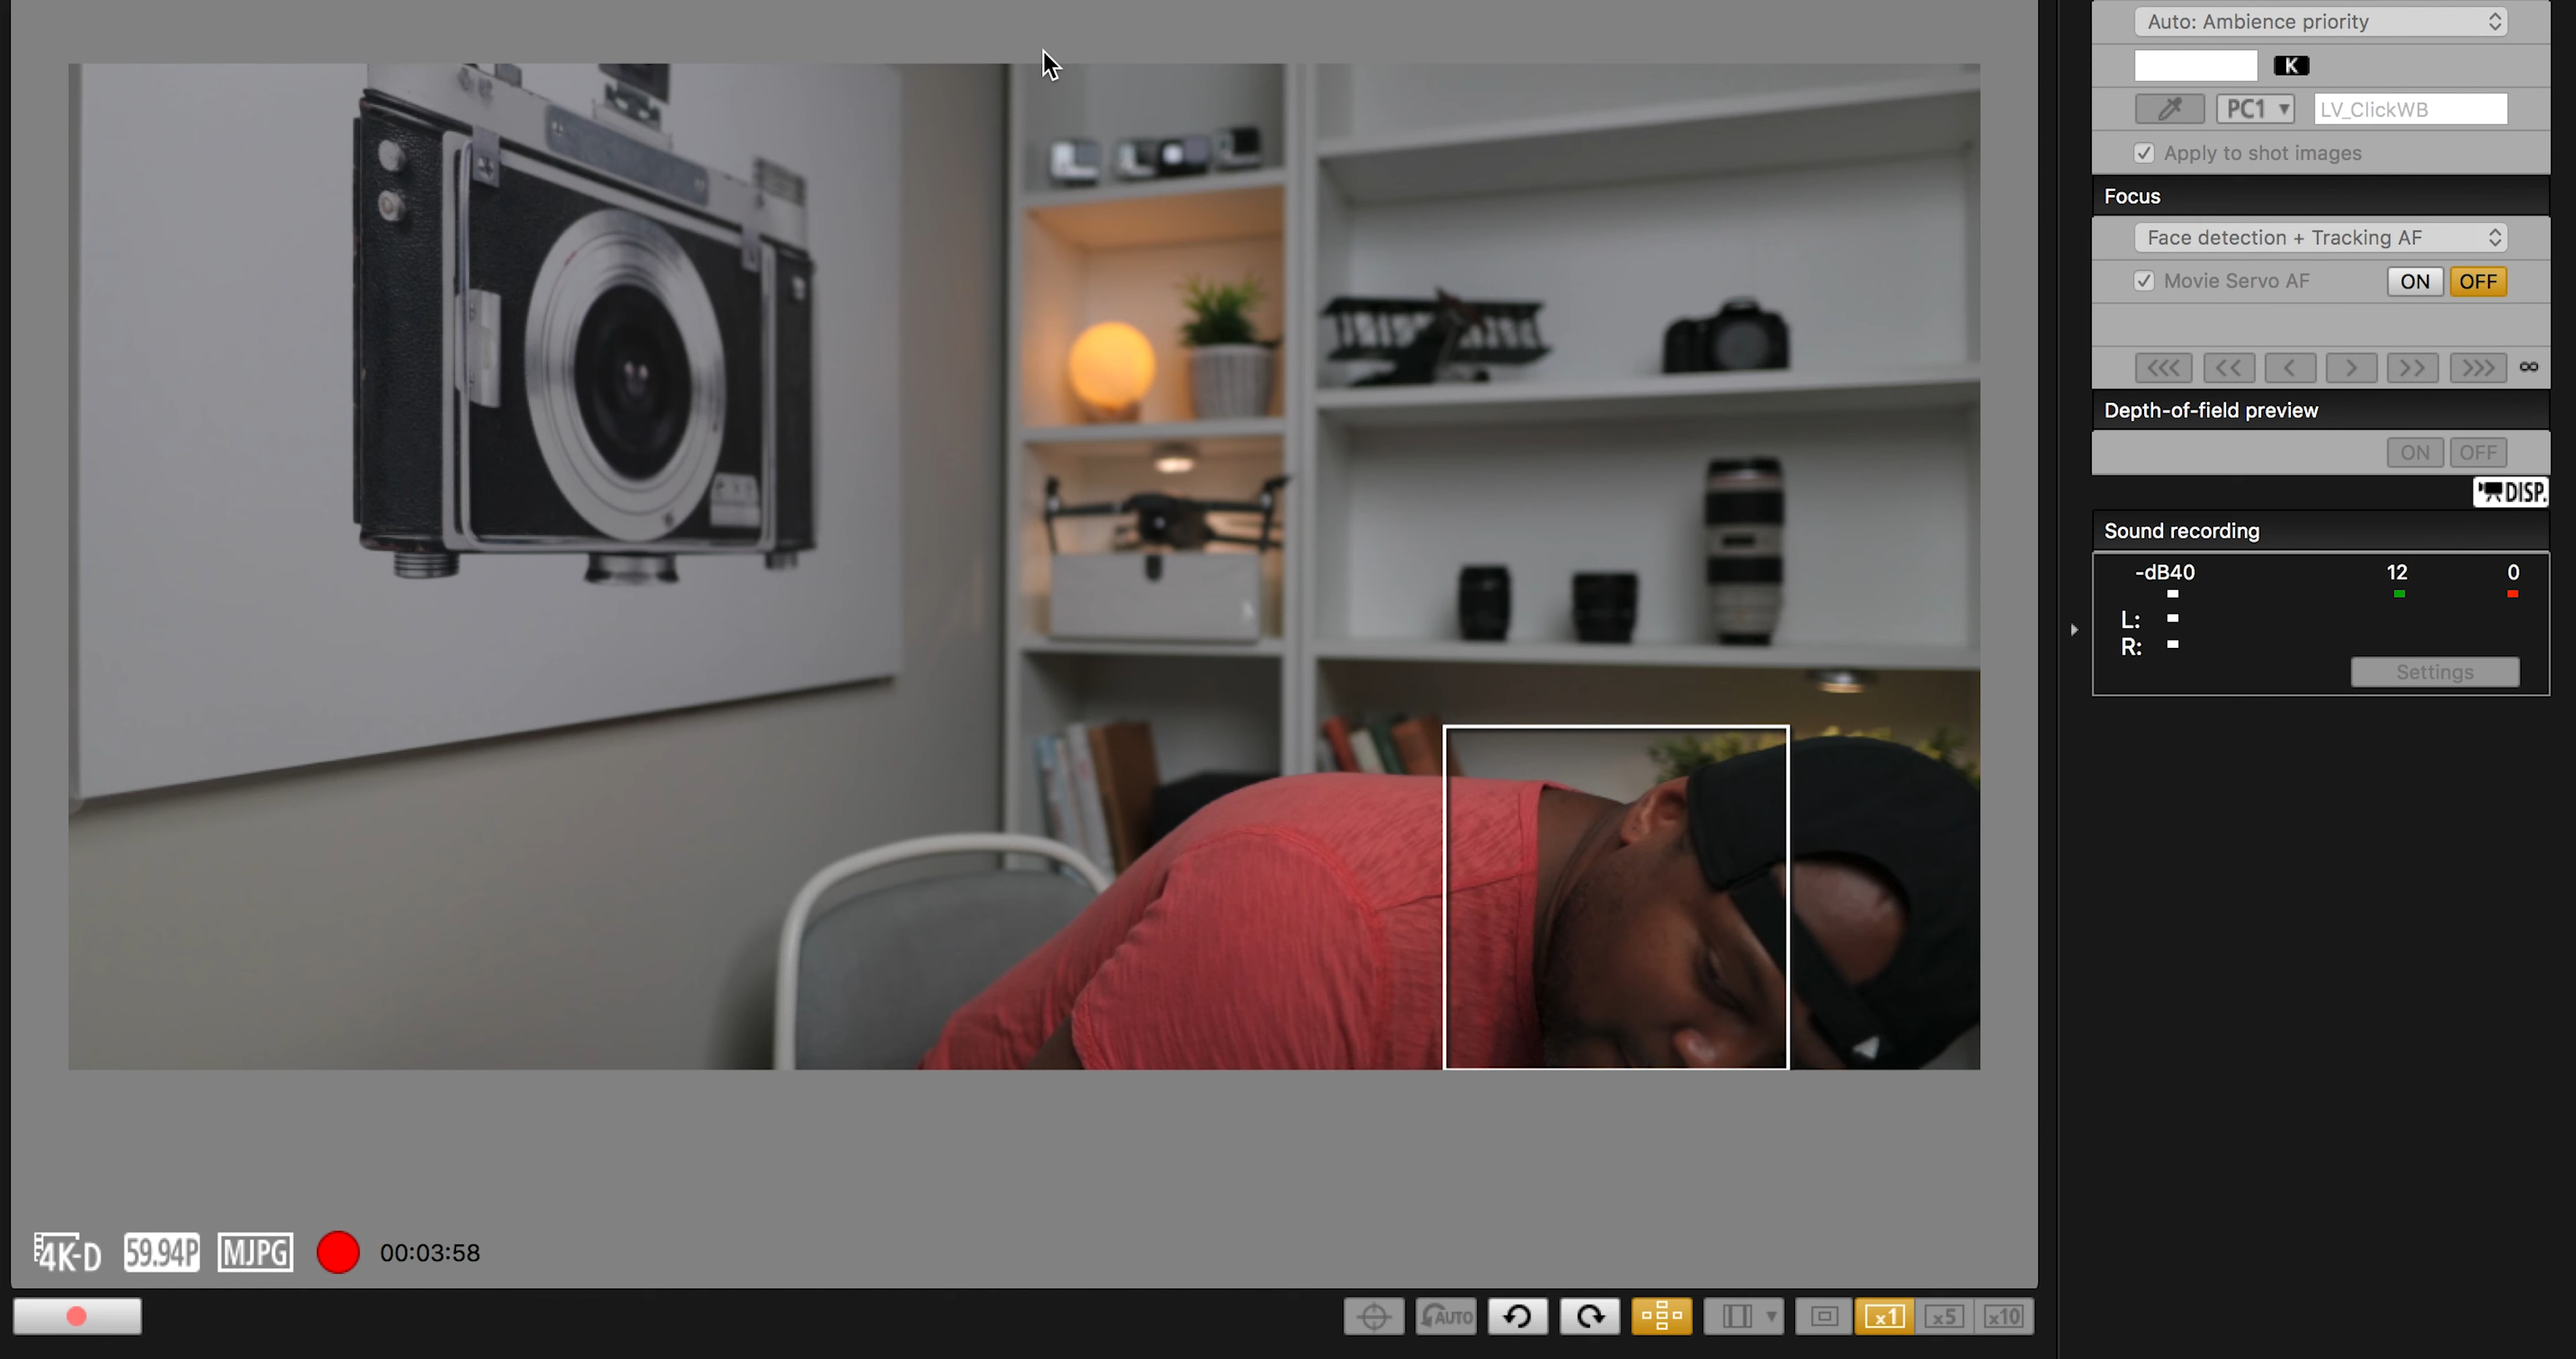 Auto: Ambience priority
K
PC1 LV_ClickWB
Apply to shot images
Focus
Face detection + Tracking AF
Movie Servo AF ON OFF
<<< << < > >> >>> ∞
Depth-of-field preview
ON OFF
DISP.
Sound recording
-dB40 12 0
L:
R:
Settings
4K-D 59.94P MJPG 00:03:58
AUTO x1 x5 x10